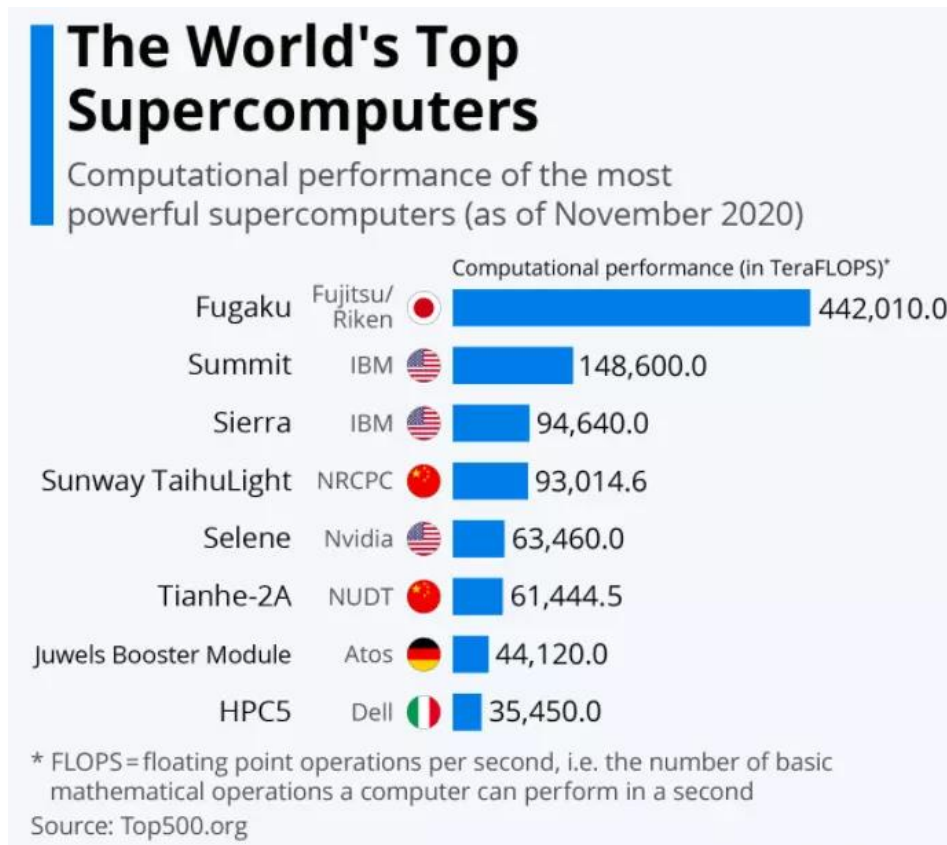 The World's Top
Supercomputers
Computational performance of the most
powerful supercomputers (as of November 2020)
Computational performance (in TeraFLOPS)*
Fugaku Fujitsu/
Riken 442,010.0
Summit IBM 148,600.0
Sierra IBM 94,640.0
Sunway TaihuLight NRCPC 93,014.6
Selene Nvidia 63,460.0
Tianhe-2A NUDT 61,444.5
Juwels Booster Module Atos 44,120.0
HPC5 Dell 35,450.0
* FLOPS=floating point operations per second, i.e. the number of basic
mathematical operations a computer can perform in a second
Source: Top500.org